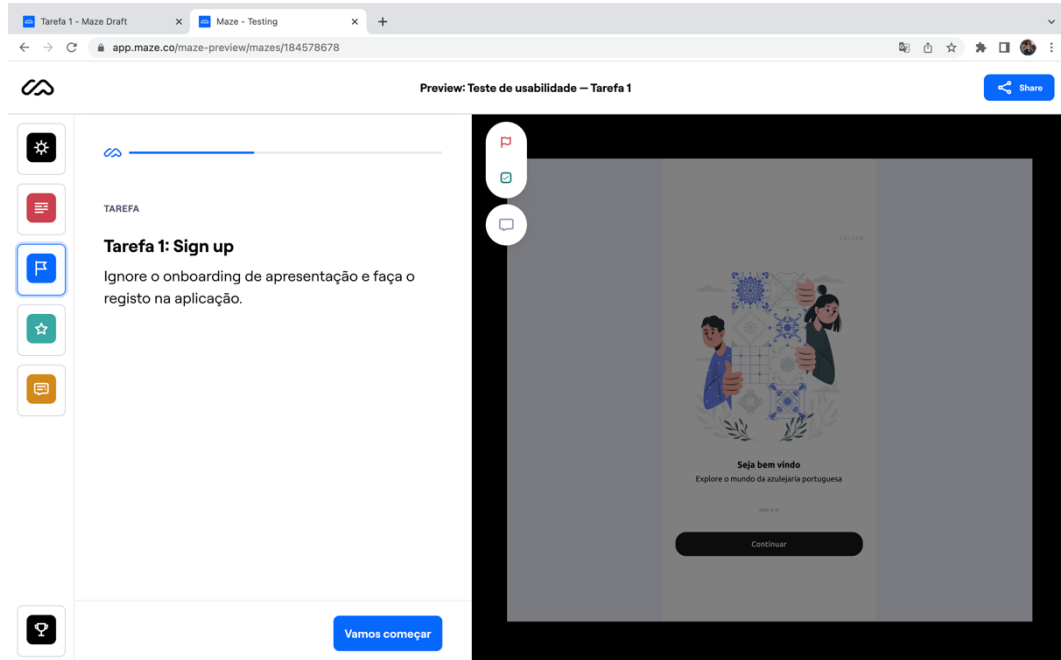 Tarefa 1 - Maze Draft
Maze - Testing
app.maze.co/maze-preview/mazes/184578678
Preview: Teste de usabilidade — Tarefa 1
Share
TAREFA
Tarefa 1: Sign up
Ignore o onboarding de apresentação e faça o
registo na aplicação.
Vamos começar
Seja bem vindo
Explore o mundo da azulejaria portuguesa
Continuar